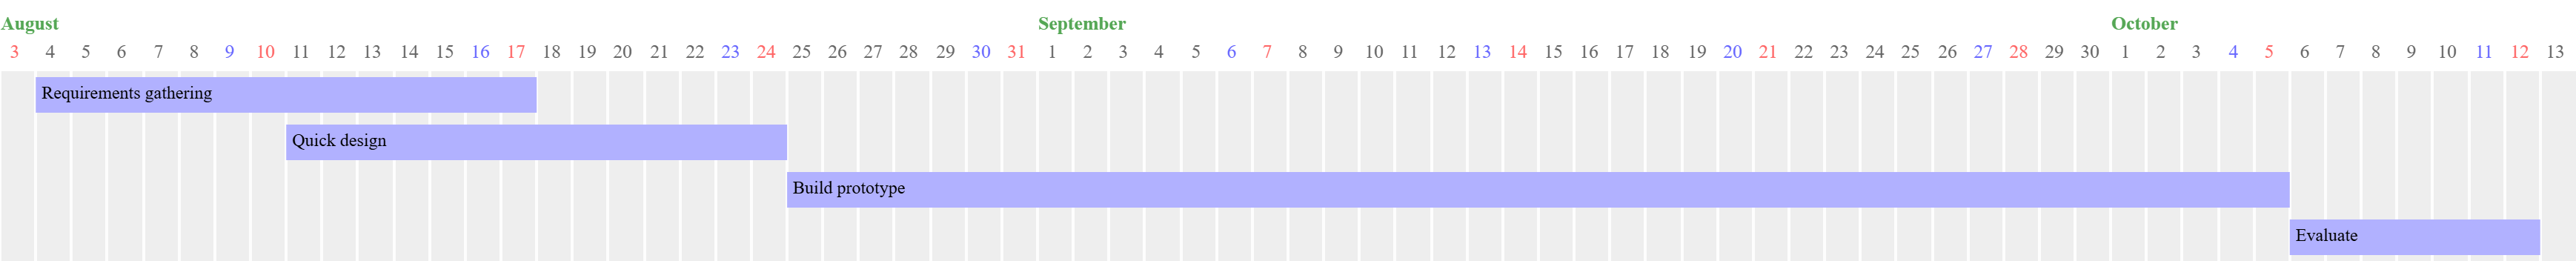 August September October
3 4 5 6 7 8 9 10 11 12 13 14 15 16 17 18 19 20 21 22 23 24 25 26 27 28 29 30 31 1 2 3 4 5 6 7 8 9 10 11 12 13 14 15 16 17 18 19 20 21 22 23 24 25 26 27 28 29 30 1 2 3 4 5 6 7 8 9 10 11 12 13
Requirements gathering
Quick design
Build prototype
Evaluate